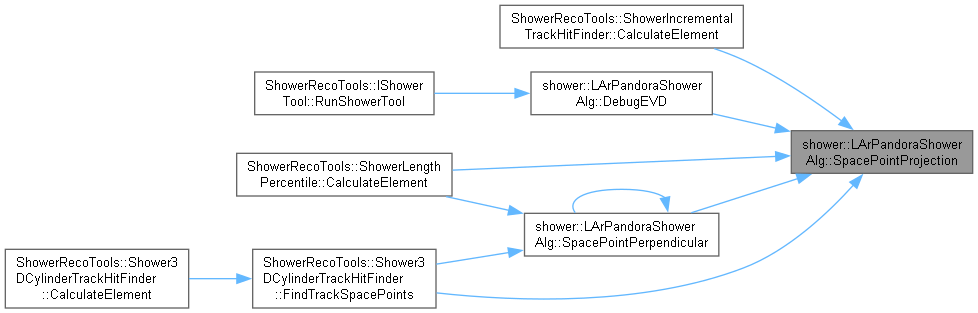 ShowerRecoTools::ShowerIncremental
TrackHitFinder::CalculateElement
ShowerRecoTools::IShower
Tool::RunShowerTool
shower::LArPandoraShower
Alg::DebugEVD
shower::LArPandoraShower
Alg::SpacePointProjection
ShowerRecoTools::ShowerLength
Percentile::CalculateElement
shower::LArPandoraShower
Alg::SpacePointPerpendicular
ShowerRecoTools::Shower3
DCylinderTrackHitFinder
::CalculateElement
ShowerRecoTools::Shower3
DCylinderTrackHitFinder
::FindTrackSpacePoints